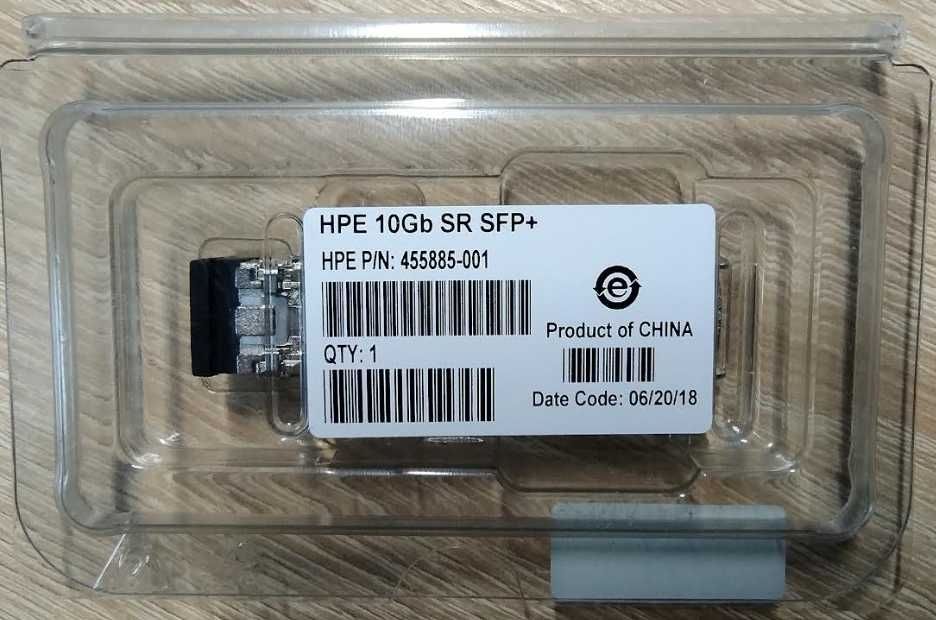 HPE 10Gb SR SFP+
HPE P/N: 455885-001
QTY: 1
e
Product of CHINA
Date Code: 06/20/18